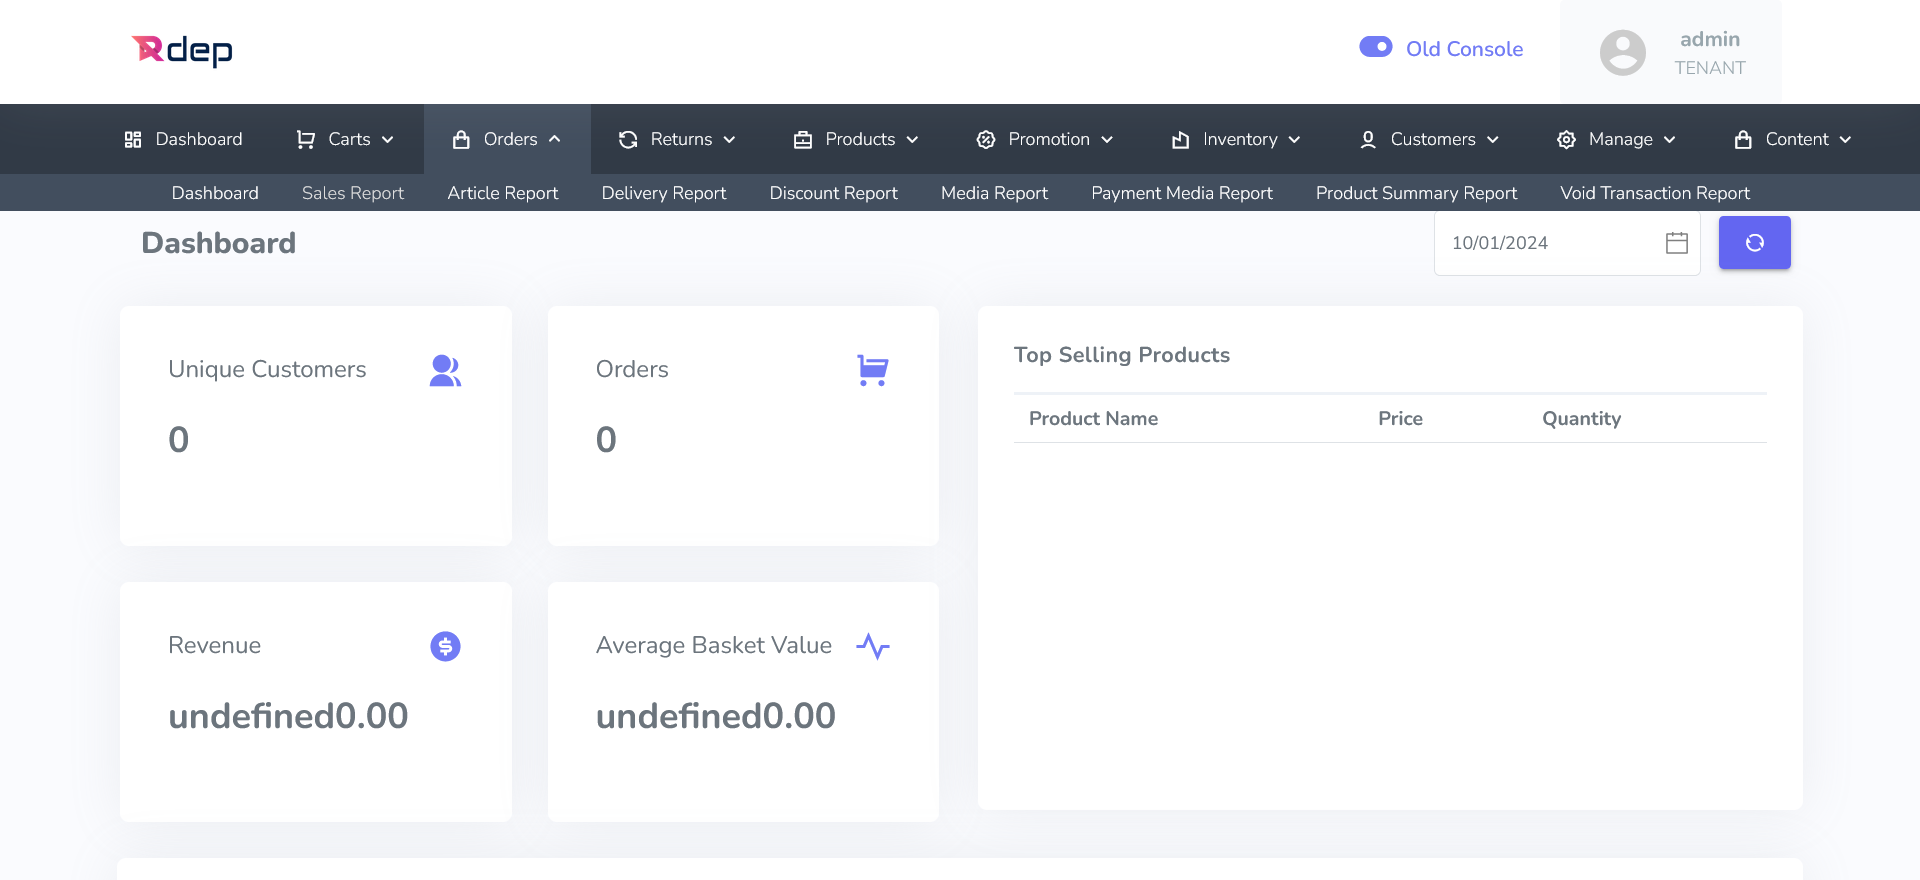 Rdep
Old Console
admin
TENANT
Dashboard Carts Orders Returns Products Promotion Inventory Customers Manage Content
Dashboard Sales Report Article Report Delivery Report Discount Report Media Report Payment Media Report Product Summary Report Void Transaction Report
Dashboard
10/01/2024
Unique Customers
0
Orders
0
Top Selling Products
Product Name Price Quantity
Revenue
undefined0.00
Average Basket Value
undefined0.00